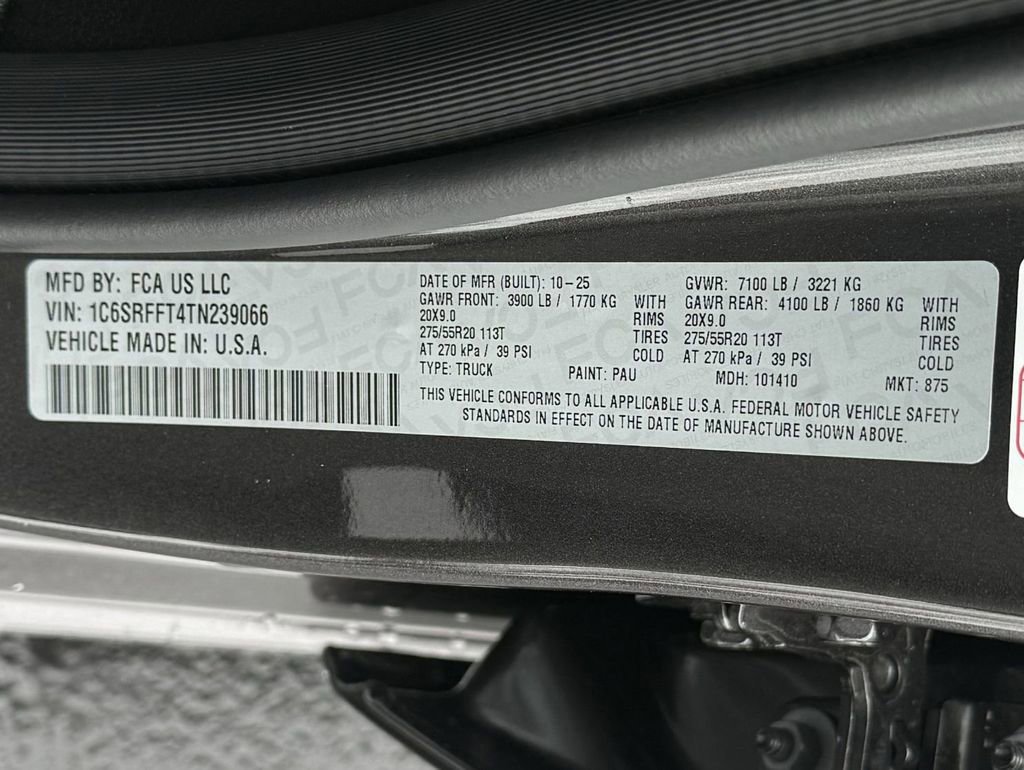 MFD BY: FCA US LLC
VIN: 1C6SRFFT4TN239066
VEHICLE MADE IN: U.S.A.
DATE OF MFR (BUILT): 10-25
GAWR FRONT: 3900 LB / 1770 KG WITH
20X9.0 RIMS
275/55R20 113T TIRES
AT 270 kPa / 39 PSI COLD
GVWR: 7100 LB / 3221 KG
GAWR REAR: 4100 LB / 1860 KG WITH
20X9.0 RIMS
275/55R20 113T TIRES
AT 270 kPa / 39 PSI COLD
TYPE: TRUCK PAINT: PAU MDH: 101410 MKT: 875
THIS VEHICLE CONFORMS TO ALL APPLICABLE U.S.A. FEDERAL MOTOR VEHICLE SAFETY
STANDARDS IN EFFECT ON THE DATE OF MANUFACTURE SHOWN ABOVE.